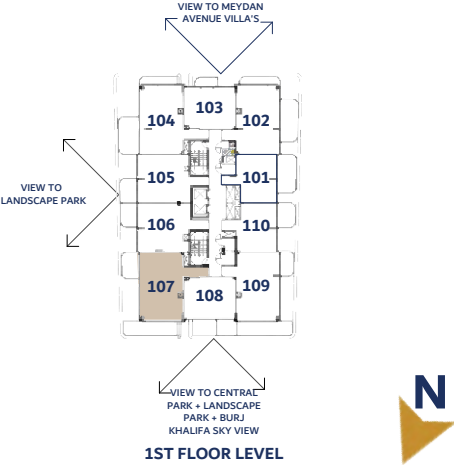 VIEW TO MEYDAN
AVENUE VILLA'S
103
104
102
105
101
VIEW TO
LANDSCAPE PARK
106
110
107
108
109
VIEW TO CENTRAL
PARK + LANDSCAPE
PARK + BURJ
KHALIFA SKY VIEW
1ST FLOOR LEVEL
N